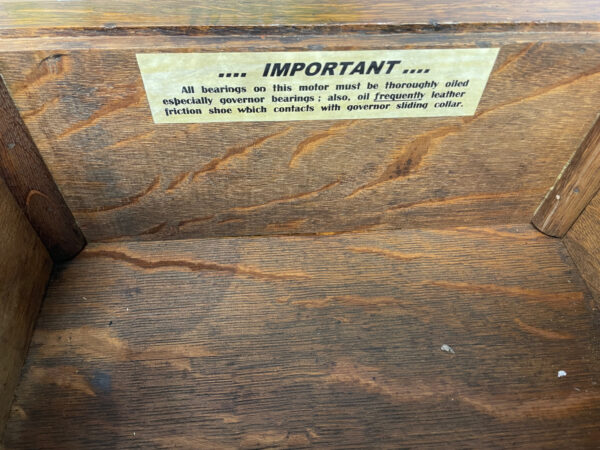 .... IMPORTANT ....
All bearings on this motor must be thoroughly oiled
especially governor bearings ; also, oil frequently leather
friction shoe which contacts with governor sliding collar.